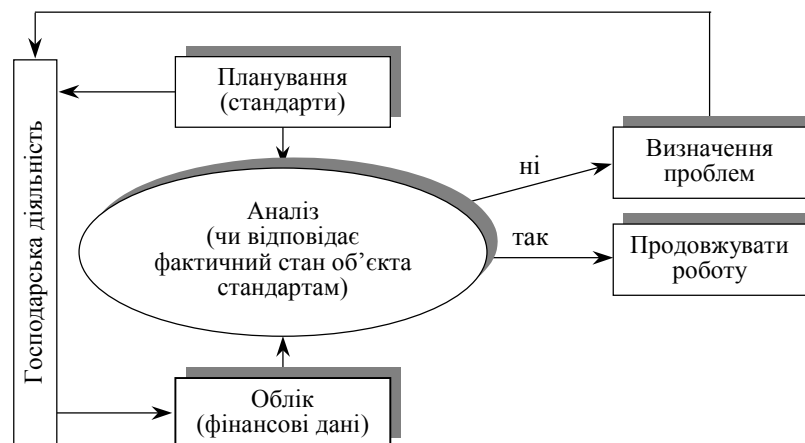 Господарська діяльність
Планування
(стандарти)
Аналіз
(чи відповідає
фактичний стан об’єкта
стандартам)
ні
так
Визначення
проблем
Продовжувати
роботу
Облік
(фінансові дані)